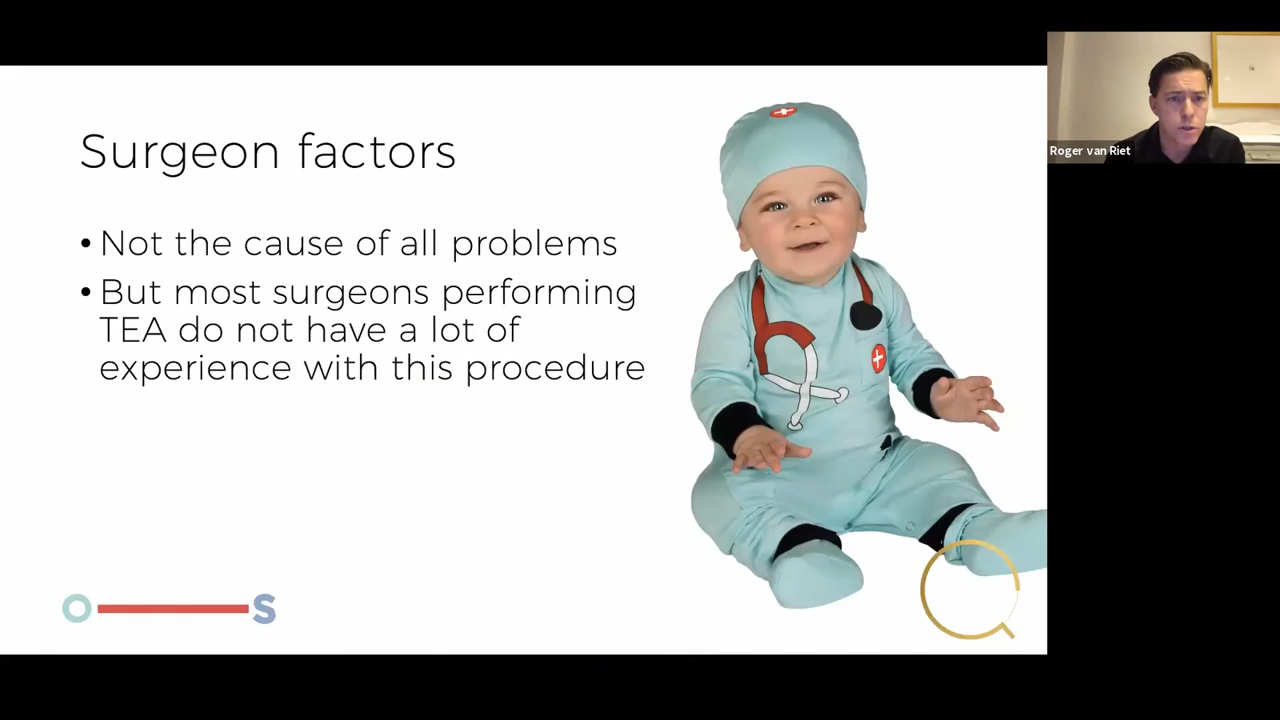 Surgeon factors
• Not the cause of all problems
• But most surgeons performing
TEA do not have a lot of
experience with this procedure
O S
Roger van Riet